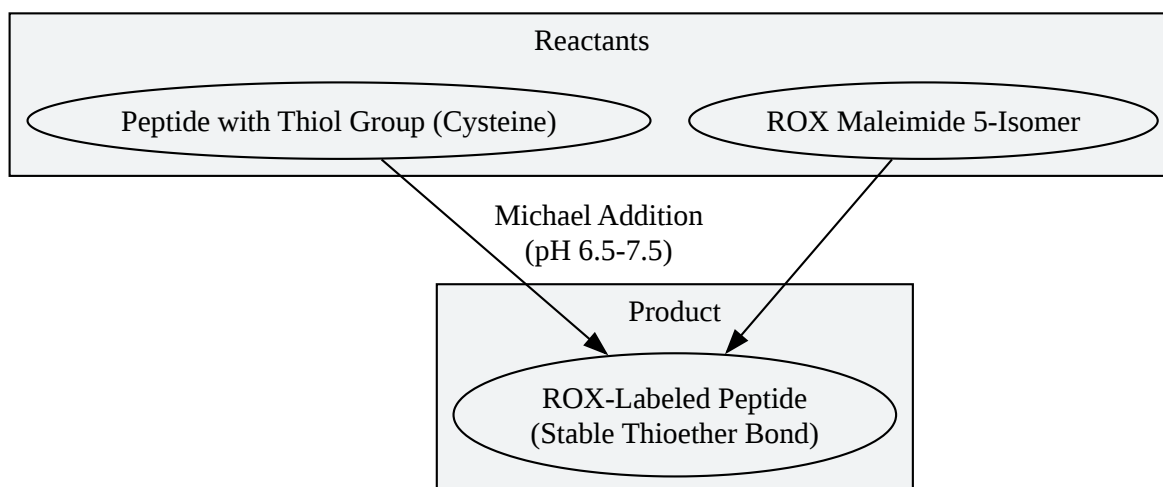 Reactants
Peptide with Thiol Group (Cysteine)
ROX Maleimide 5-Isomer
Michael Addition
(pH 6.5-7.5)
Product
ROX-Labeled Peptide
(Stable Thioether Bond)